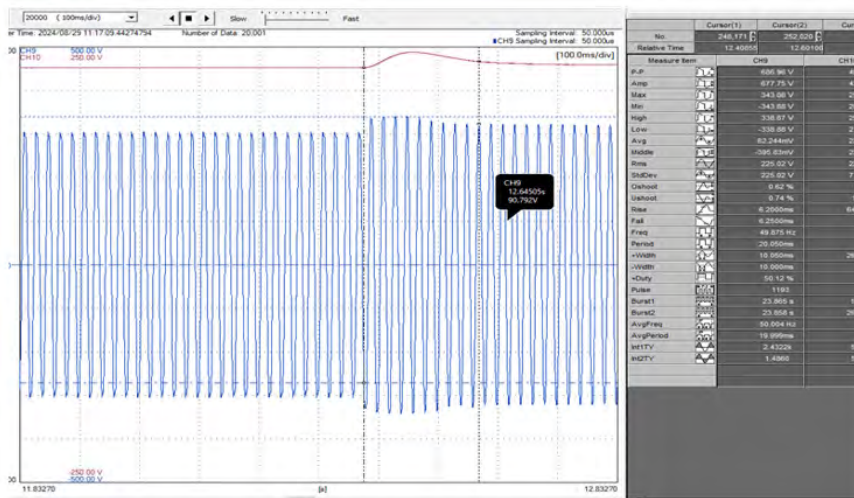 20000 ( 100ms/div)
Slow
Fast
er Time: 2024/08/29 11:17:09.44274794
Number of Data: 20,001
Sampling Interval: 50.000us
CH9 Sampling Interval: 50.000us
CH9 500.00 V
CH10 250.00 V
[100.0ms/div]
CH9
12.64505s
90.792V
-250.00 V
-500.00 V
11.83270
[s]
12.83270
Cursor(1) Cursor(2)
No. 248,171 252,020
Relative Time 12.40855 12.60100
Measure Item CH9 CH10
P-P 686.96 V
Amp 677.75 V
Max 343.08 V
Min -343.88 V
High 338.87 V
Low -338.88 V
Avg 82.244mV
Middle -395.83mV
Rms 225.02 V
StdDev 225.02 V
Oshoot 0.62 %
Ushoot 0.74 %
Rise 6.2500ms
Fall 6.2500ms
Freq 49.875 Hz
Period 20.050ms
+Width 10.050ms
-Width 10.000ms
+Duty 50.12 %
Pulse 1193
Burst1 23.865 s
Burst2 23.858 s
AvgFreq 50.004 Hz
AvgPeriod 19.999ms
Int1TY 2.4322k
Int2TY 1.4860